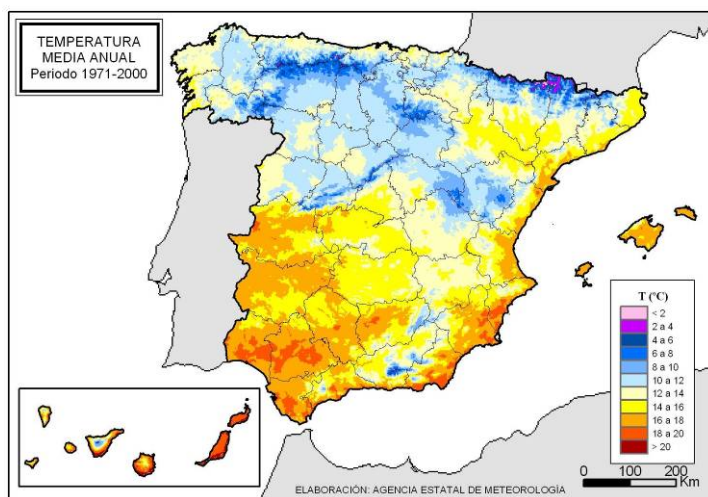 TEMPERATURA
MEDIA ANUAL
Periodo 1971-2000
T (°C)
< 2
2 a 4
4 a 6
6 a 8
8 a 10
10 a 12
12 a 14
14 a 16
16 a 18
18 a 20
> 20
0 100 200
Km
ELABORACIÓN: AGENCIA ESTATAL DE METEOROLOGÍA